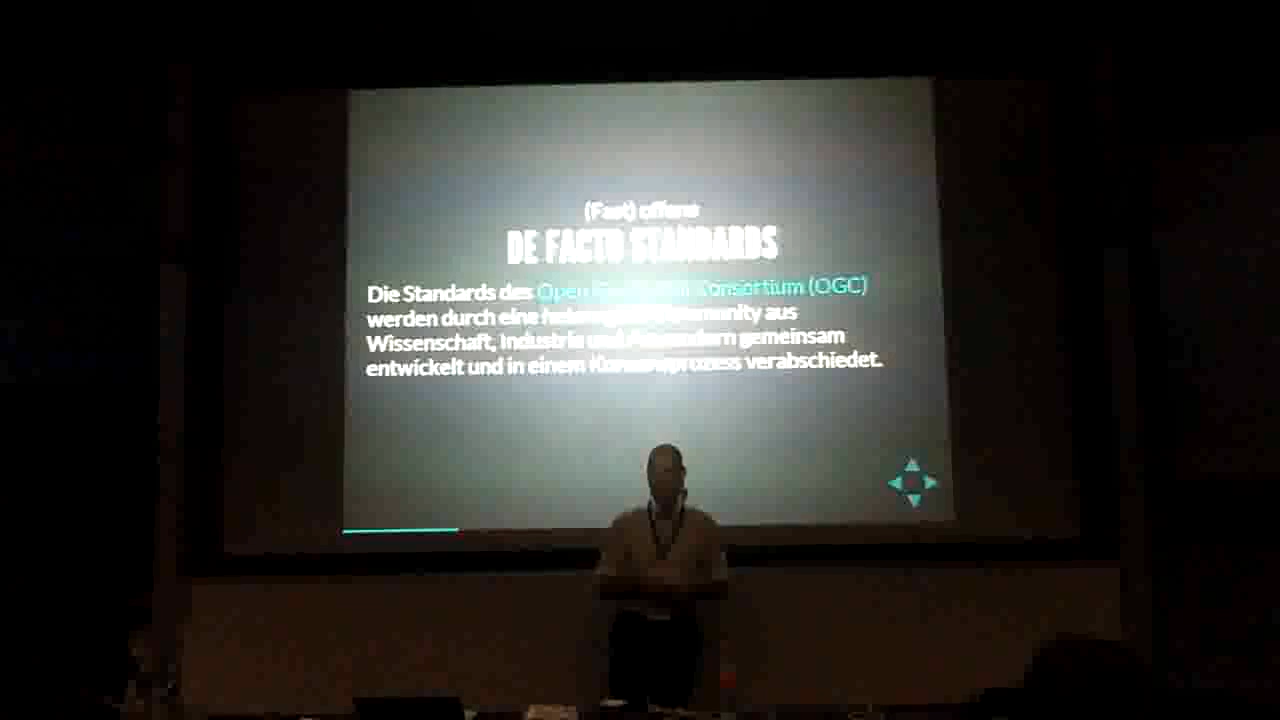 (Fast) offene
DE FACTO STANDARDS
Die Standards des Open Consortium (OGC)
werden durch eine aus
Wissenschaft, Industrie und gemeinsam
entwickelt und in einem verabschiedet.